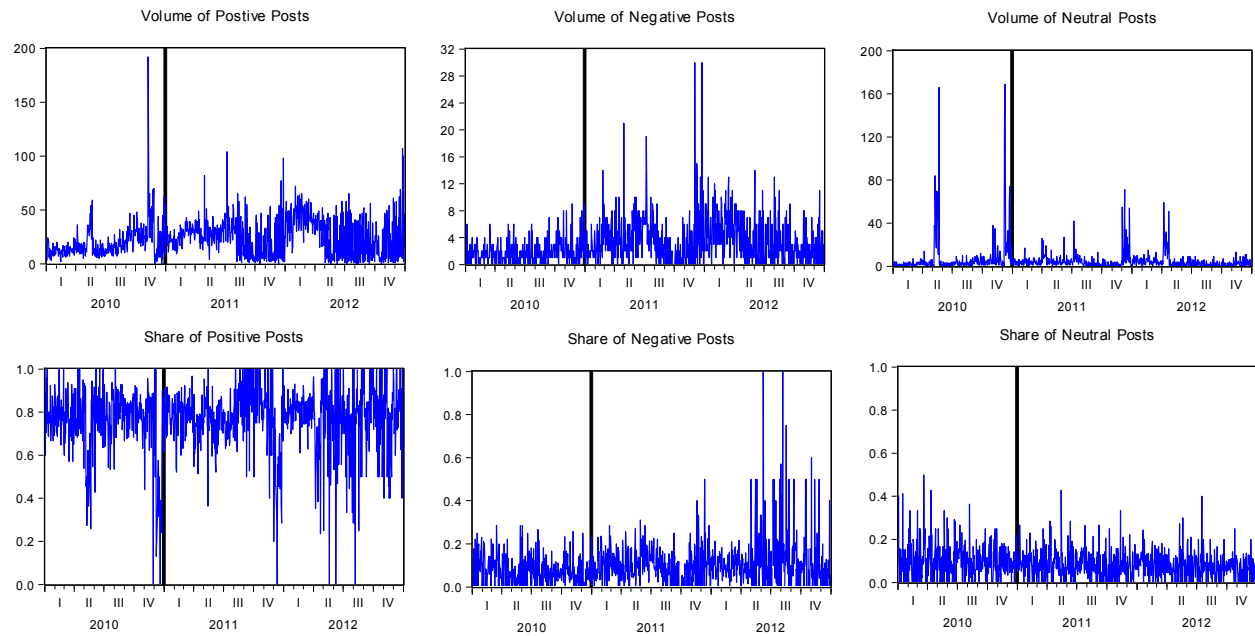 Volume of Postive Posts
200
150
100
50
0
I II III IV I II III IV I II III IV
2010 2011 2012
Volume of Negative Posts
32
28
24
20
16
12
8
4
0
I II III IV I II III IV I II III IV
2010 2011 2012
Volume of Neutral Posts
200
160
120
80
40
0
I II III IV I II III IV I II III IV
2010 2011 2012
Share of Positive Posts
1.0
0.8
0.6
0.4
0.2
0.0
I II III IV I II III IV I II III IV
2010 2011 2012
Share of Negative Posts
1.0
0.8
0.6
0.4
0.2
0.0
I II III IV I II III IV I II III IV
2010 2011 2012
Share of Neutral Posts
1.0
0.8
0.6
0.4
0.2
0.0
I II III IV I II III IV I II III IV
2010 2011 2012